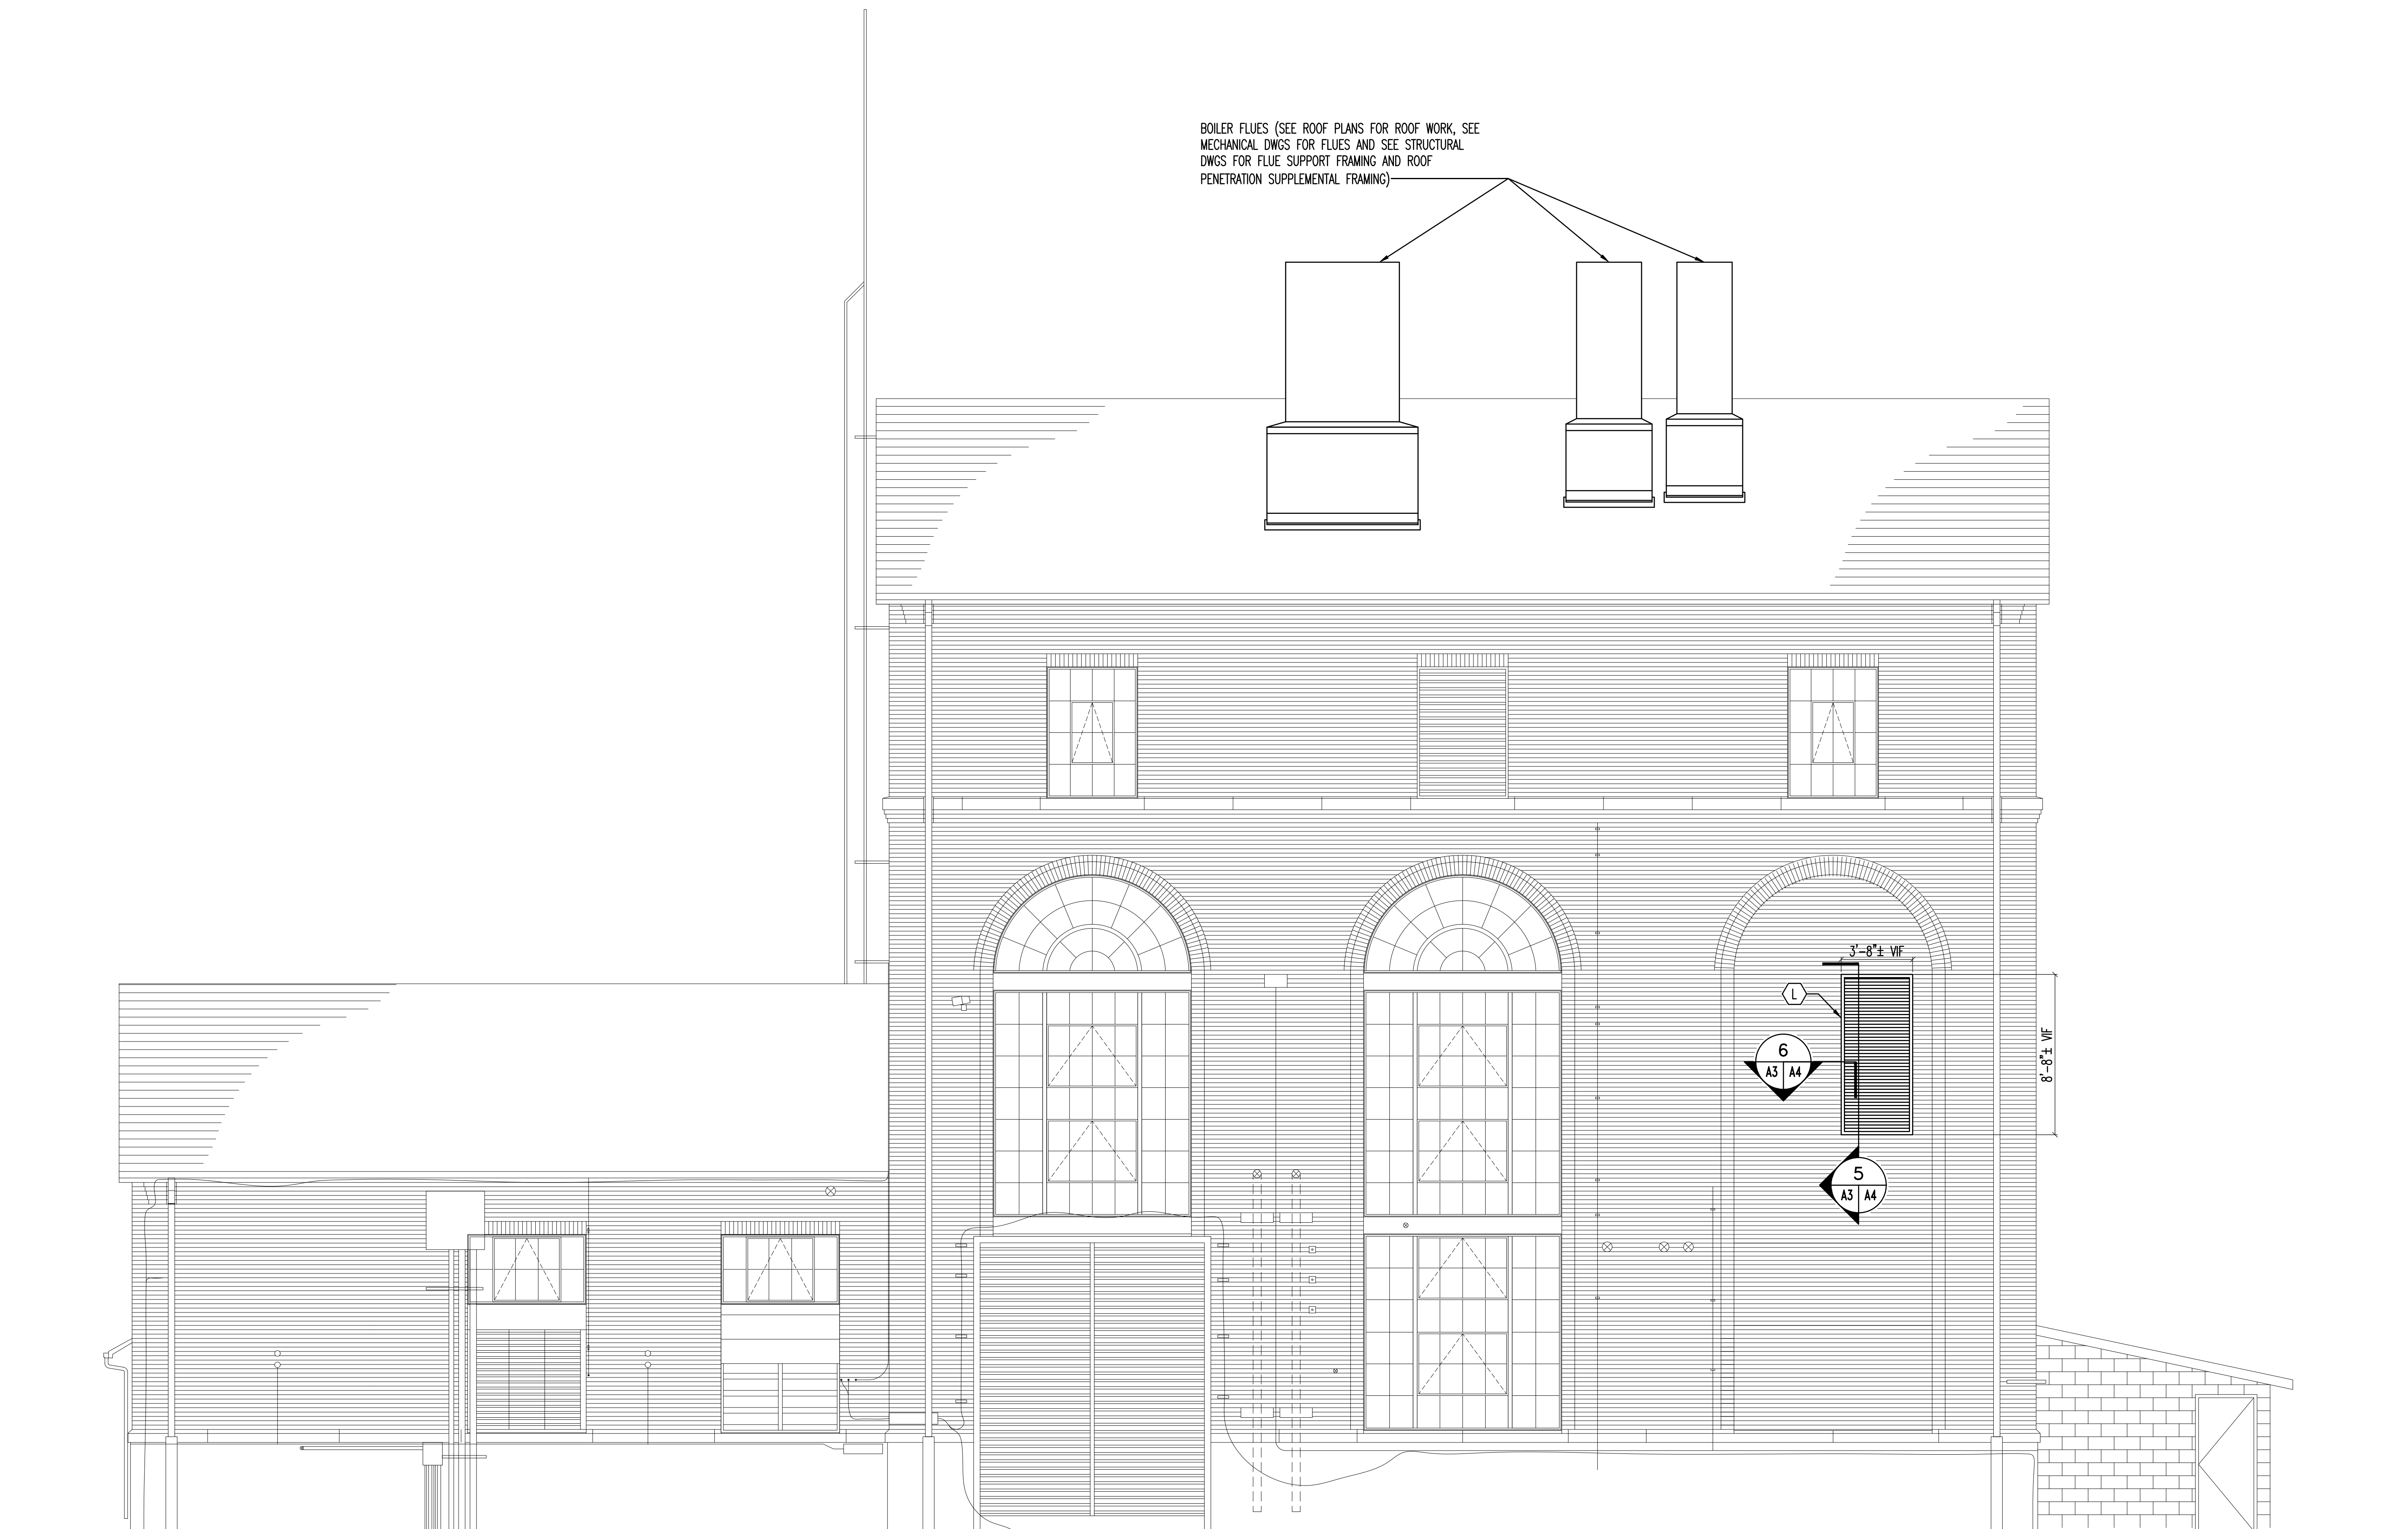 BOILER FLUES (SEE ROOF PLANS FOR ROOF WORK, SEE
MECHANICAL DWGS FOR FLUES AND SEE STRUCTURAL
DWGS FOR FLUE SUPPORT FRAMING AND ROOF
PENETRATION SUPPLEMENTAL FRAMING)
3'-8"± VIF
L
8'-8"± VIF
6
A3 A4
5
A3 A4